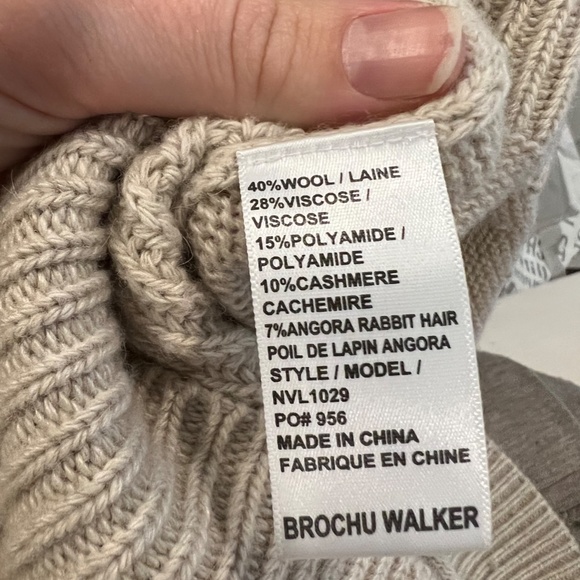 40%WOOL / LAINE
28%VISCOSE /
VISCOSE
15%POLYAMIDE /
POLYAMIDE
10%CASHMERE
CACHEMIRE
7%ANGORA RABBIT HAIR
POIL DE LAPIN ANGORA
STYLE / MODEL /
NVL1029
PO# 956
MADE IN CHINA
FABRIQUE EN CHINE
BROCHU WALKER